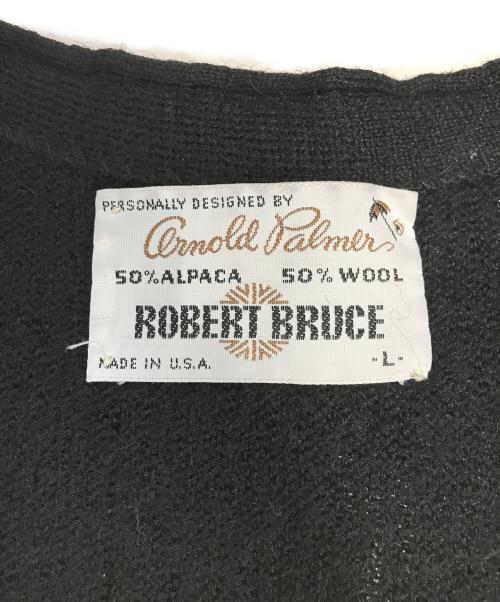 PERSONALLY DESIGNED BY
Arnold Palmer
50% ALPACA 50% WOOL
ROBERT BRUCE
MADE IN U.S.A. -L-